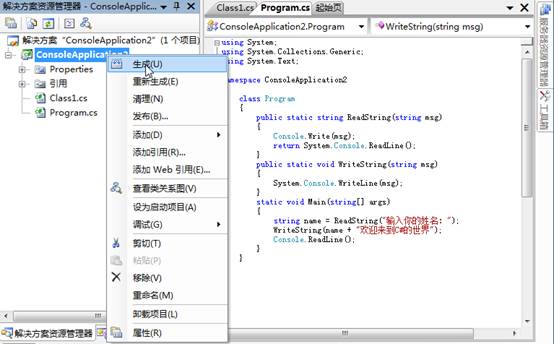 解决方案资源管理器 - ConsoleApplic...
解决方案 "ConsoleApplication2" (1 个项目)
ConsoleApplication2
Properties
引用
Class1.cs
Program.cs
生成(U)
重新生成(E)
清理(N)
发布(B)...
添加(D)
添加引用(R)...
添加 Web 引用(E)...
查看类关系图(V)
设为启动项目(A)
调试(G)
剪切(T)
粘贴(P)
移除(V)
重命名(M)
卸载项目(L)
属性(R)
解决方案资源管理器
Class1.cs Program.cs 起始页
ConsoleApplication2.Program WriteString(string msg)
using System;
using System.Collections.Generic;
using System.Text;
namespace ConsoleApplication2
class Program
{
public static string ReadString(string msg)
{
Console.Write(msg);
return System.Console.ReadLine();
}
public static void WriteString(string msg)
{
System.Console.WriteLine(msg);
}
static void Main(string[] args)
{
string name = ReadString("输入你的姓名: ");
WriteString(name + "欢迎来到C#的世界");
Console.ReadLine();
}
}
服务器资源管理器
工具箱